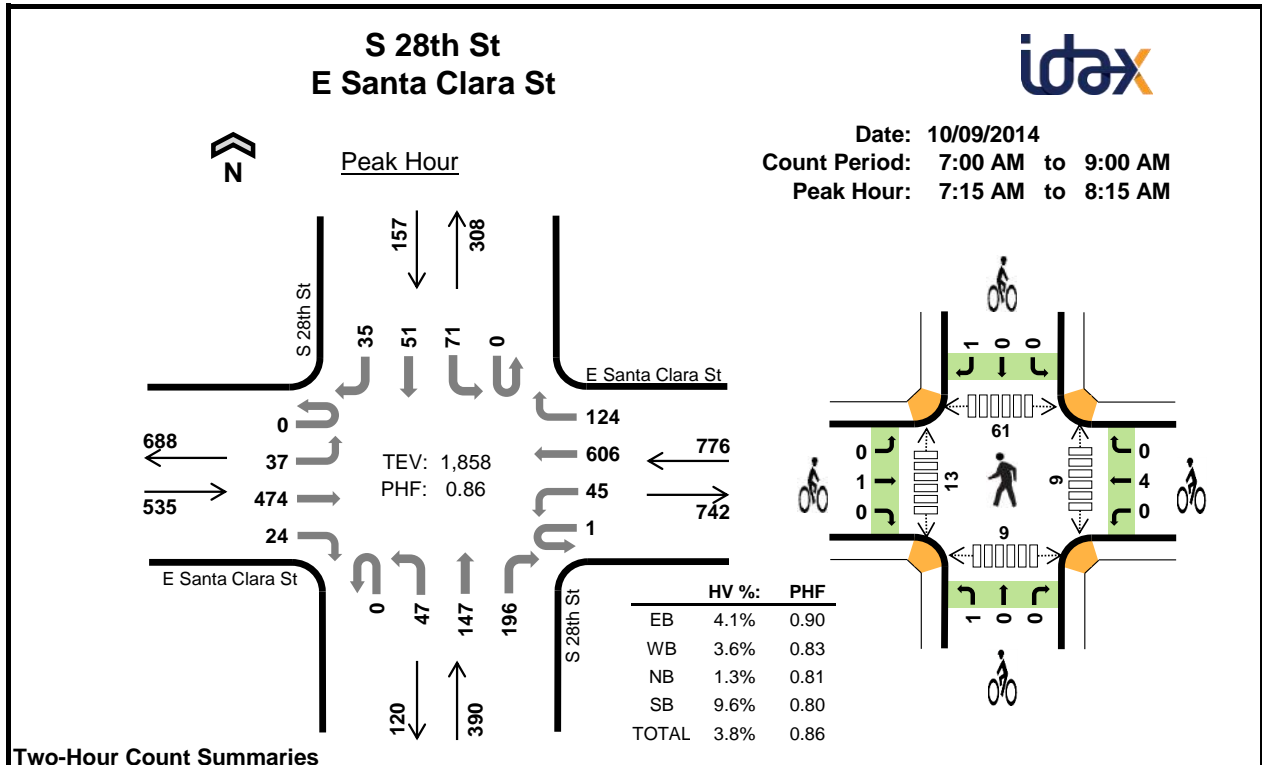 S 28th St
E Santa Clara St
idax
N
Peak Hour
Date: 10/09/2014
Count Period: 7:00 AM to 9:00 AM
Peak Hour: 7:15 AM to 8:15 AM
157
308
S 28th St
35
51
71
0
E Santa Clara St
0
37
474
24
688
535
TEV: 1,858
PHF: 0.86
124
606
45
1
776
742
E Santa Clara St
0
47
147
196
S 28th St
120
390
HV %: PHF
EB 4.1% 0.90
WB 3.6% 0.83
NB 1.3% 0.81
SB 9.6% 0.80
TOTAL 3.8% 0.86
1
0
0
61
0
1
0
13
9
0
4
0
9
1
0
0
Two-Hour Count Summaries